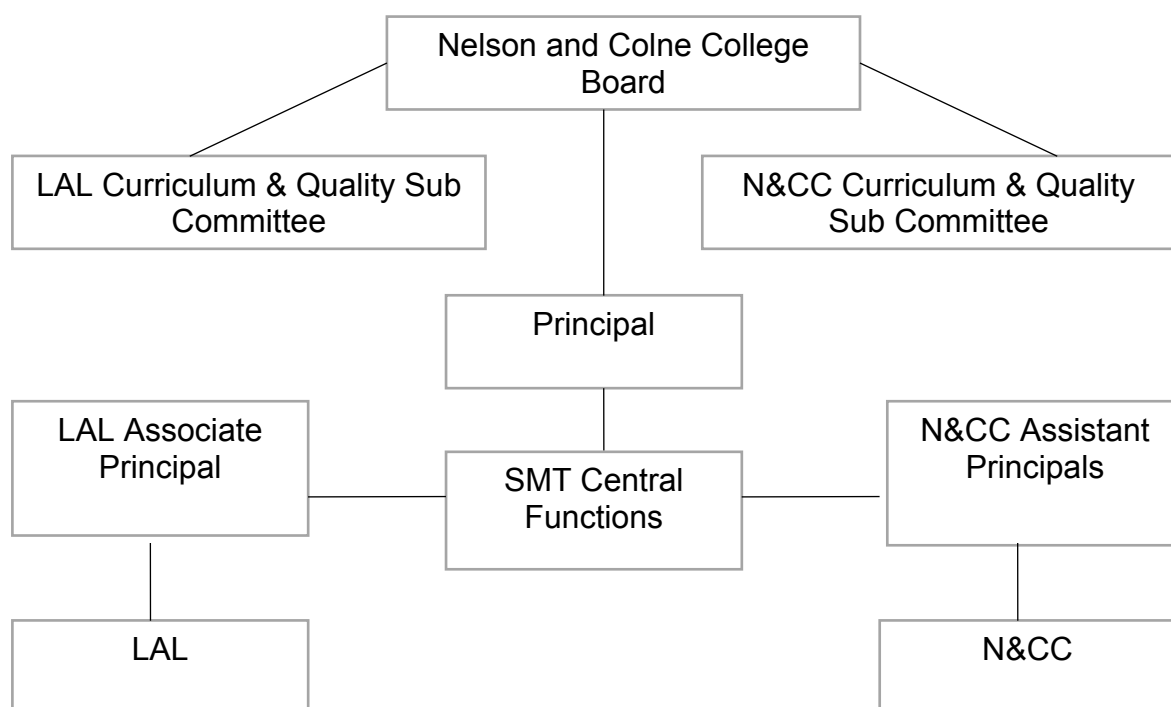 Nelson and Colne College
Board
LAL Curriculum & Quality Sub
Committee
N&CC Curriculum & Quality
Sub Committee
Principal
LAL Associate
Principal
SMT Central
Functions
N&CC Assistant
Principals
LAL
N&CC